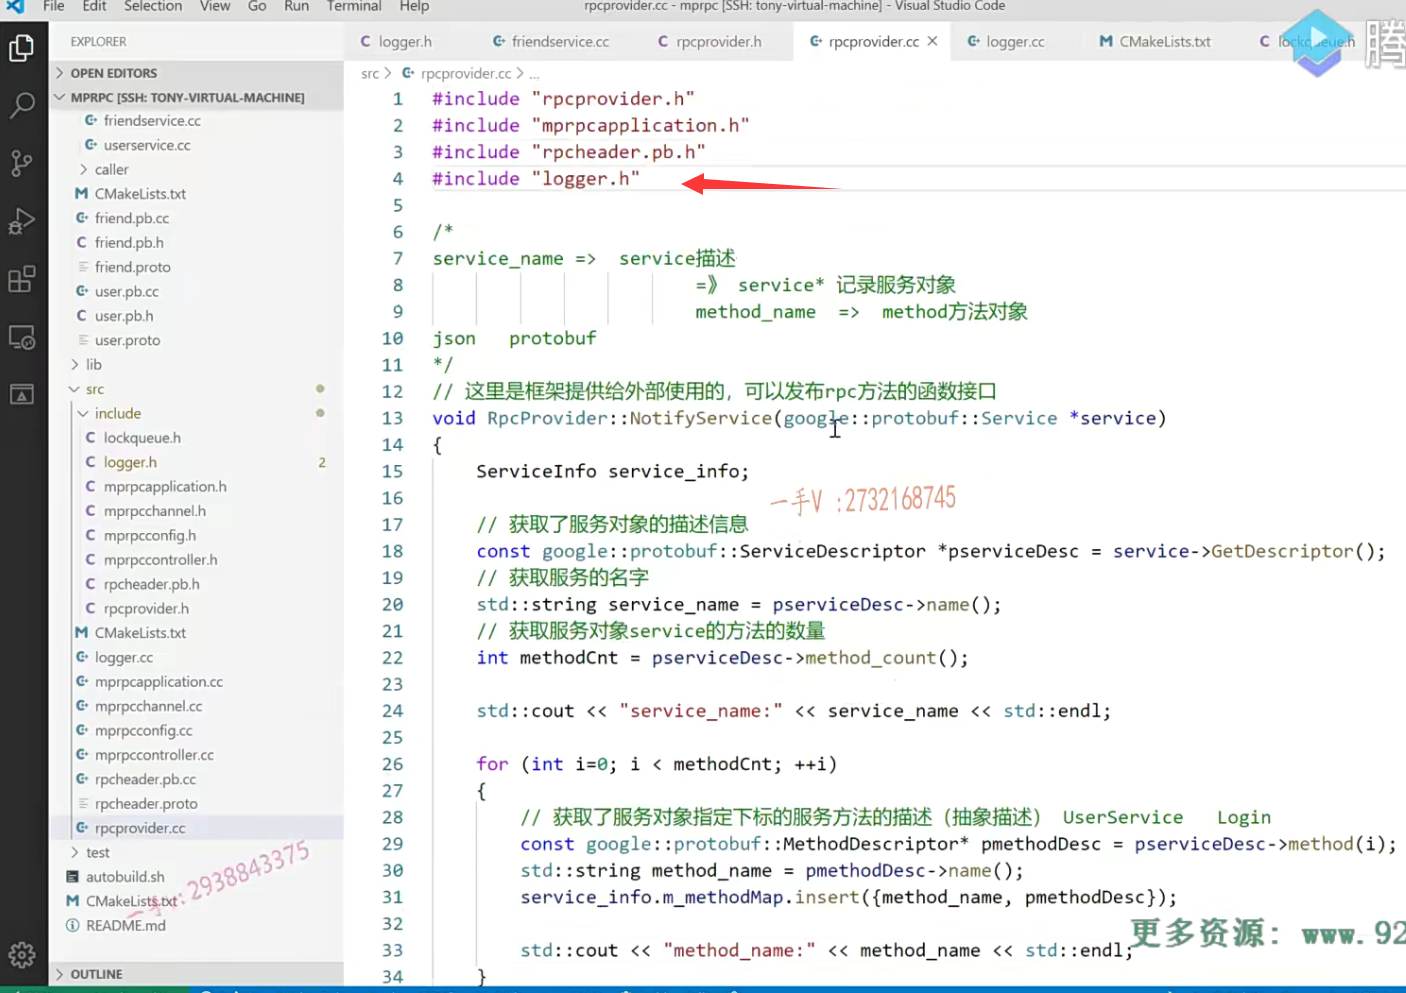 File Edit Selection View Go Run Terminal Help rpcprovider.cc - mprpc [SSH: tony-virtual-machine] - Visual Studio Code
EXPLORER
logger.h friendservice.cc rpcprovider.h rpcprovider.cc logger.cc CMakeLists.txt
腾
OPEN EDITORS
MPRPC [SSH: TONY-VIRTUAL-MACHINE]
friendservice.cc
userservice.cc
caller
CMakeLists.txt
friend.pb.cc
friend.pb.h
friend.proto
user.pb.cc
user.pb.h
user.proto
lib
src
include
lockqueue.h
logger.h 2
mprpcapplication.h
mprpcchannel.h
mprpcconfig.h
mprpccontroller.h
rpcheader.pb.h
rpcprovider.h
CMakeLists.txt
logger.cc
mprpcapplication.cc
mprpcchannel.cc
mprpcconfig.cc
mprpccontroller.cc
rpcheader.pb.cc
rpcheader.proto
rpcprovider.cc
test
autobuild.sh
CMakeLists.txt
README.md
OUTLINE
src > rpcprovider.cc > ...
1 #include "rpcprovider.h"
2 #include "mprpcapplication.h"
3 #include "rpcheader.pb.h"
4 #include "logger.h"
5
6 /*
7 service_name => service描述
8 =》 service* 记录服务对象
9 method_name => method方法对象
10 json protobuf
11 */
12 // 这里是框架提供给外部使用的，可以发布rpc方法的函数接口
13 void RpcProvider::NotifyService(google::protobuf::Service *service)
14 {
15 ServiceInfo service_info;
16
17 // 获取了服务对象的描述信息
18 const google::protobuf::ServiceDescriptor *pserviceDesc = service->GetDescriptor();
19 // 获取服务的名字
20 std::string service_name = pserviceDesc->name();
21 // 获取服务对象service的方法的数量
22 int methodCnt = pserviceDesc->method_count();
23
24 std::cout << "service_name:" << service_name << std::endl;
25
26 for (int i=0; i < methodCnt; ++i)
27 {
28 // 获取了服务对象指定下标的服务方法的描述（抽象描述） UserService Login
29 const google::protobuf::MethodDescriptor* pmethodDesc = pserviceDesc->method(i);
30 std::string method_name = pmethodDesc->name();
31 service_info.m_methodMap.insert({method_name, pmethodDesc});
32
33 std::cout << "method_name:" << method_name << std::endl;
34 }
一手V :2732168745
一手V:2938843375
更多资源: www.92